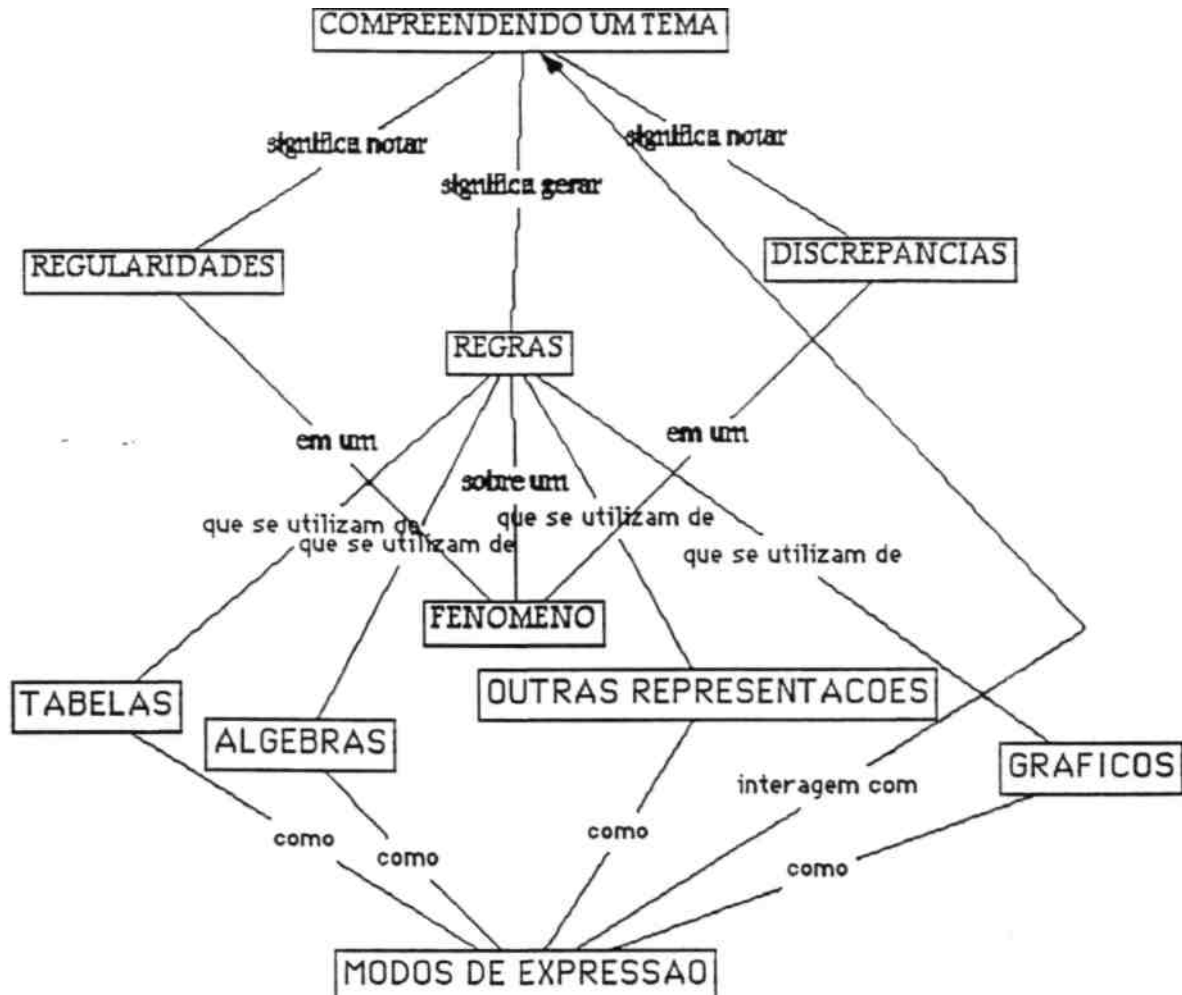 COMPREENDENDO UM TEMA
significa notar
significa notar
significa gerar
REGULARIDADES
DISCREPANCIAS
REGRAS
em um
em um
sobre um
que se utilizam de
que se utilizam de
que se utilizam de
que se utilizam de
FENOMENO
TABELAS
OUTRAS REPRESENTACOES
ALGEBRAS
GRAFICOS
interagem com
como
como
como
como
MODOS DE EXPRESSAO